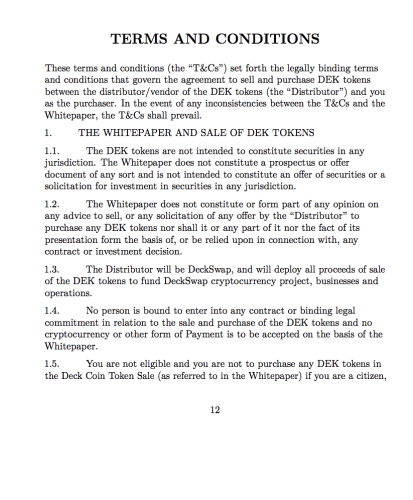 TERMS AND CONDITIONS
These terms and conditions (the “T&Cs”) set forth the legally binding terms
and conditions that govern the agreement to sell and purchase DEK tokens
between the distributor/vendor of the DEK tokens (the “Distributor”) and you
as the purchaser. In the event of any inconsistencies between the T&Cs and the
Whitepaper, the T&Cs shall prevail.
1. THE WHITEPAPER AND SALE OF DEK TOKENS
1.1. The DEK tokens are not intended to constitute securities in any
jurisdiction. The Whitepaper does not constitute a prospectus or offer
document of any sort and is not intended to constitute an offer of securities or a
solicitation for investment in securities in any jurisdiction.
1.2. The Whitepaper does not constitute or form part of any opinion on
any advice to sell, or any solicitation of any offer by the “Distributor” to
purchase any DEK tokens nor shall it or any part of it nor the fact of its
presentation form the basis of, or be relied upon in connection with, any
contract or investment decision.
1.3. The Distributor will be DeckSwap, and will deploy all proceeds of sale
of the DEK tokens to fund DeckSwap cryptocurrency project, businesses and
operations.
1.4. No person is bound to enter into any contract or binding legal
commitment in relation to the sale and purchase of the DEK tokens and no
cryptocurrency or other form of Payment is to be accepted on the basis of the
Whitepaper.
1.5. You are not eligible and you are not to purchase any DEK tokens in
the Deck Coin Token Sale (as referred to in the Whitepaper) if you are a citizen,
12